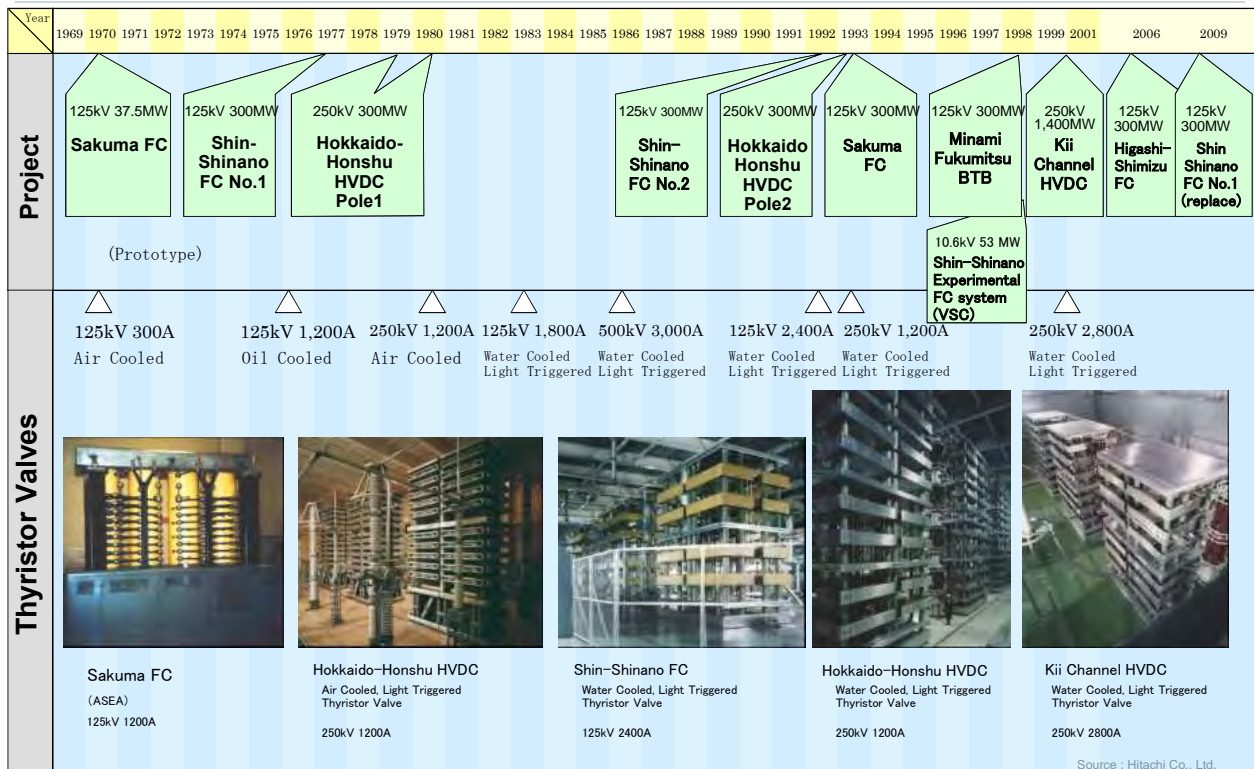 Year
1969 1970 1971 1972 1973 1974 1975 1976 1977 1978 1979 1980 1981 1982 1983 1984 1985 1986 1987 1988 1989 1990 1991 1992 1993 1994 1995 1996 1997 1998 1999 2001 2006 2009
Project
125kV 37.5MW
Sakuma FC
125kV 300MW
Shin-
Shinano
FC No.1
250kV 300MW
Hokkaido-
Honshu
HVDC
Pole1
125kV 300MW
Shin-
Shinano
FC No.2
250kV 300MW
Hokkaido
Honshu
HVDC
Pole2
125kV 300MW
Sakuma
FC
125kV 300MW
Minami
Fukumitsu
BTB
250kV
1,400MW
Kii
Channel
HVDC
125kV
300MW
Higashi-
Shimizu
FC
125kV
300MW
Shin
Shinano
FC No.1
(replace)
(Prototype)
10.6kV 53 MW
Shin-Shinano
Experimental
FC system
(VSC)
Thyristor Valves
125kV 300A
Air Cooled
125kV 1,200A
Oil Cooled
250kV 1,200A
Air Cooled
125kV 1,800A
Water Cooled
Light Triggered
500kV 3,000A
Water Cooled
Light Triggered
125kV 2,400A
Water Cooled
Light Triggered
250kV 1,200A
Water Cooled
Light Triggered
250kV 2,800A
Water Cooled
Light Triggered
Sakuma FC
(ASEA)
125kV 1200A
Hokkaido-Honshu HVDC
Air Cooled, Light Triggered
Thyristor Valve
250kV 1200A
Shin-Shinano FC
Water Cooled, Light Triggered
Thyristor Valve
125kV 2400A
Hokkaido-Honshu HVDC
Water Cooled, Light Triggered
Thyristor Valve
250kV 1200A
Kii Channel HVDC
Water Cooled, Light Triggered
Thyristor Valve
250kV 2800A
Source : Hitachi Co., Ltd.